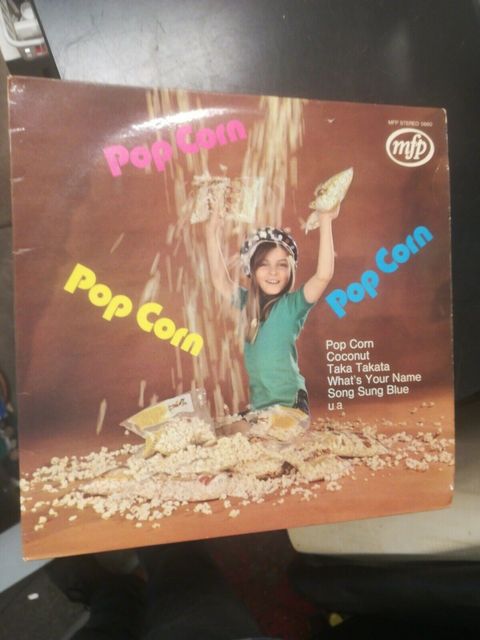 MFP STEREO 5660
mfp
Pop Corn
Pop Corn
Pop Corn
Pop Corn
Coconut
Taka Takata
What's Your Name
Song Sung Blue
u.a.